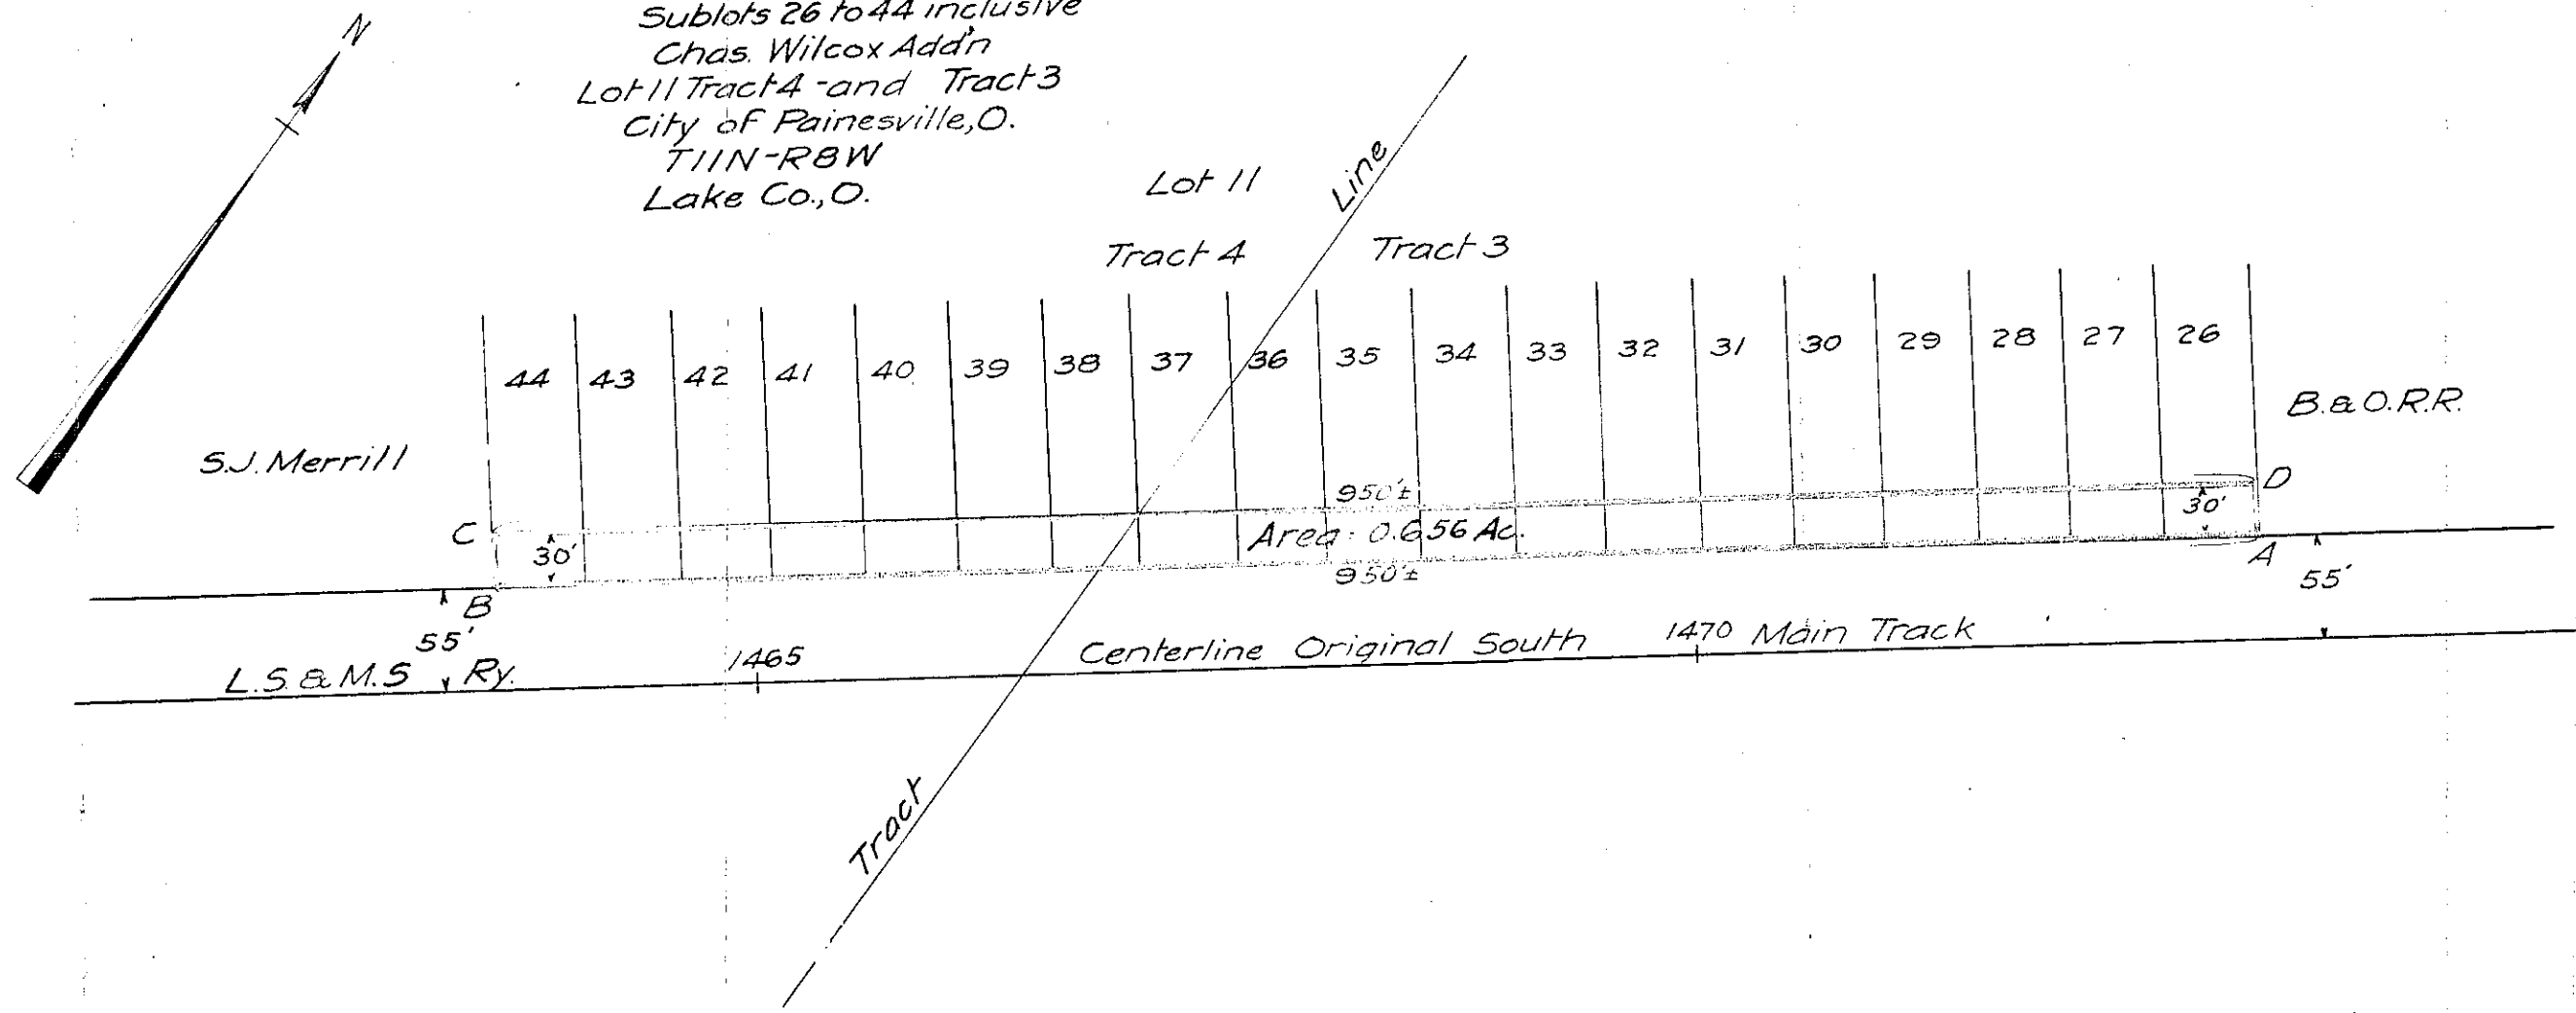 Sublots 26 to 44 inclusive
N
Chas. Wilcox Add'n
Lot 11 Tract 4 - and Tract 3
City of Painesville, O.
T11N-R8W
Lake Co., O.
Lot 11
Line
Tract 4
Tract 3
44 43 42 41 40 39 38 37 36 35 34 33 32 31 30 29 28 27 26
B. & O. R.R.
S.J. Merrill
950'±
D
C
30'
Area: 0.656 Ac.
30'
950'±
A
B
55'
55'
L.S. & M.S Ry.
1465
Centerline Original South
1470
Main Track
Tract